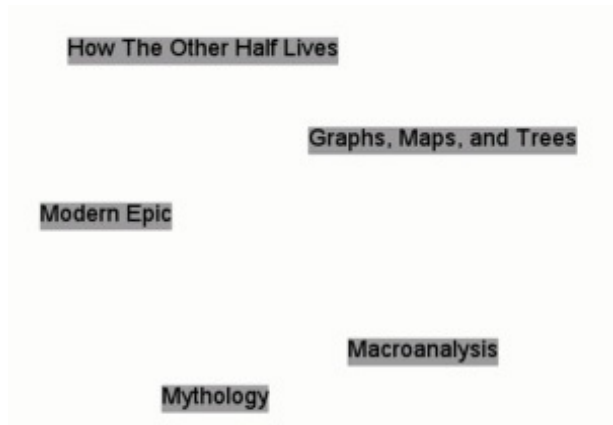 How The Other Half Lives
Graphs, Maps, and Trees
Modern Epic
Macroanalysis
Mythology